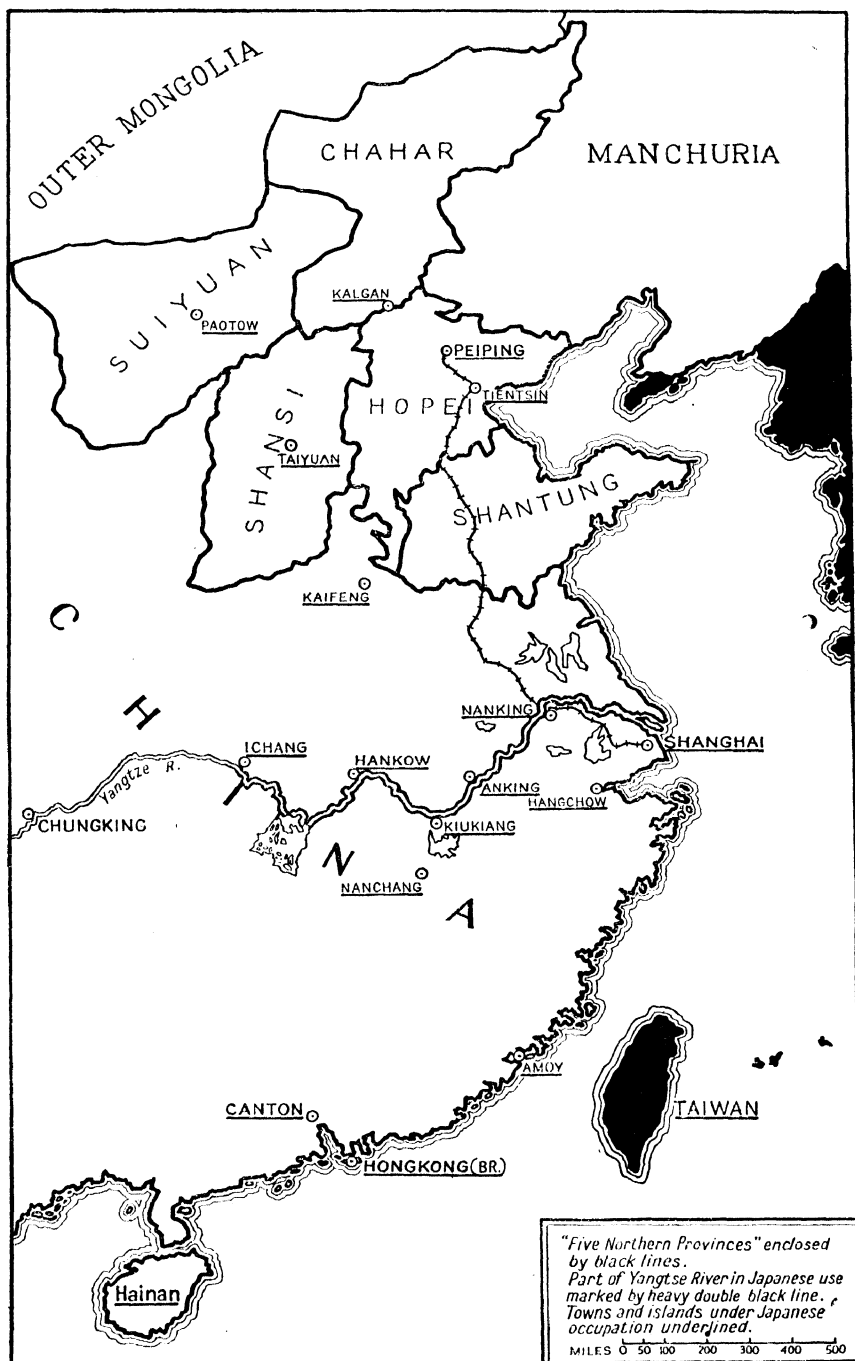 OUTER MONGOLIA
CHAHAR
MANCHURIA
SUIYUAN
KALGAN
PAOTOW
PEIPING
TIENTSIN
HOPEI
SHANSI
TAIYUAN
SHANTUNG
KAIFENG
CHINA
NANKING
SHANGHAI
ICHANG
HANKOW
Yangtze R.
ANKING
HANGCHOW
CHUNGKING
KIUKIANG
NANCHANG
AMOY
CANTON
TAIWAN
HONGKONG (BR.)
Hainan
"Five Northern Provinces" enclosed
by black lines.
Part of Yangtse River in Japanese use
marked by heavy double black line.
Towns and islands under Japanese
occupation underlined.
MILES 0 50 100 200 300 400 500